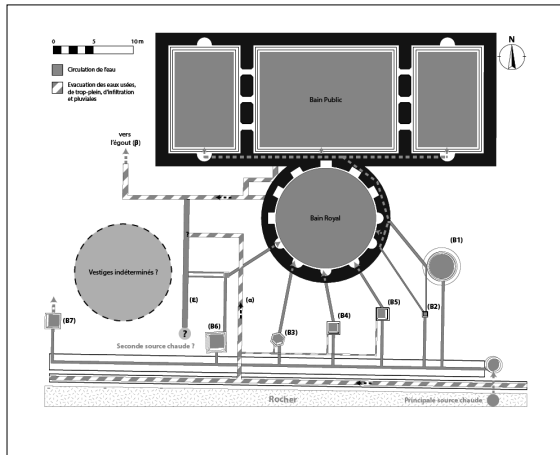 0 5 10 m
N
Circulation de l'eau
Evacuation des eaux usées,
de trop-plein, d'infiltration
et pluviales
Bain Public
vers
l'égout (β)
Bain Royal
(B1)
Vestiges indéterminés ?
?
(E)
(α)
(B2)
(B7)
(B6)
(B3)
(B4)
(B5)
?
Seconde source chaude ?
Rocher
Principale source chaude